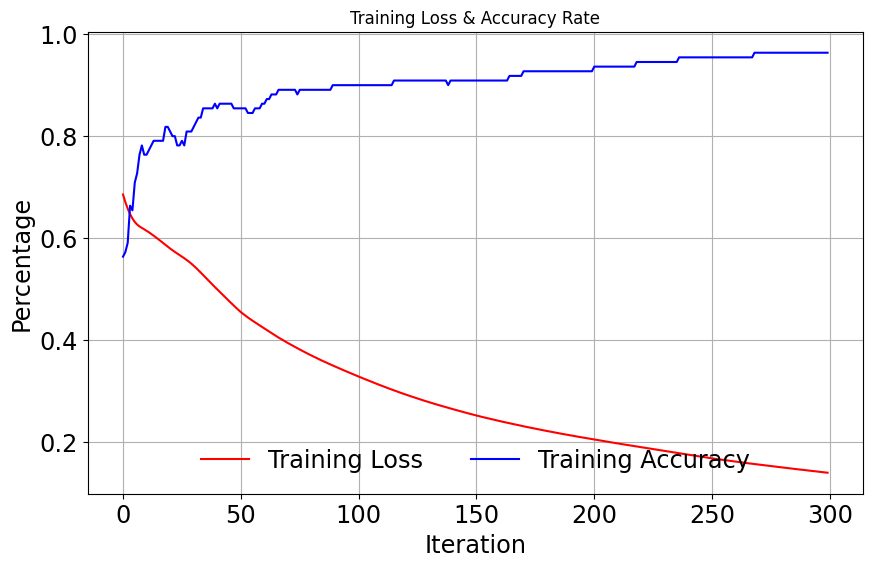 Training Loss & Accuracy Rate
1.0
0.8
0.6
0.4
0.2
Percentage
Training Loss Training Accuracy
0 50 100 150 200 250 300
Iteration